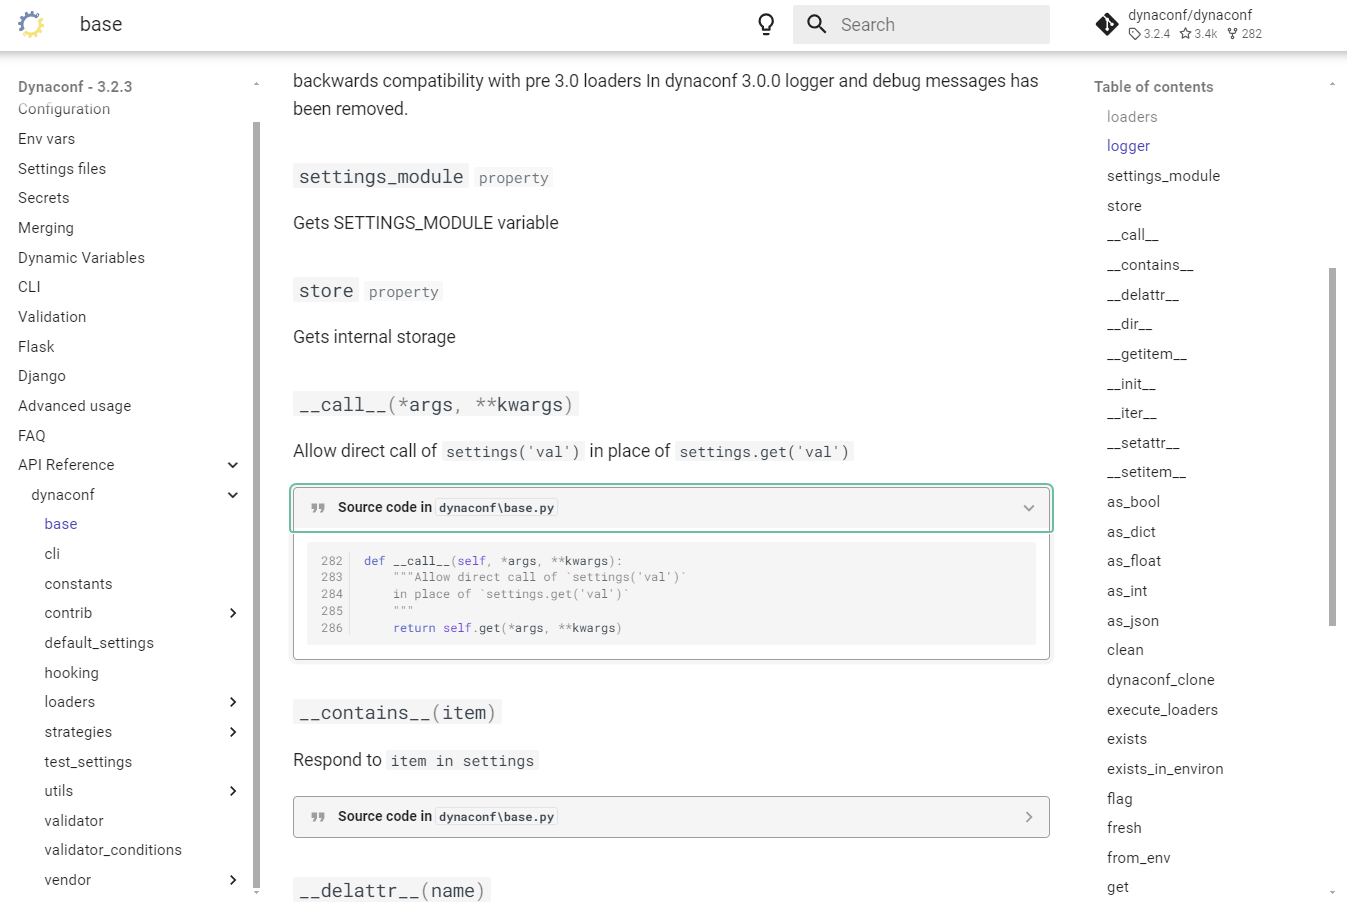 base
Search
dynaconf/dynaconf
3.2.4 3.4k 282
Dynaconf - 3.2.3
Configuration
Env vars
Settings files
Secrets
Merging
Dynamic Variables
CLI
Validation
Flask
Django
Advanced usage
FAQ
API Reference
dynaconf
base
cli
constants
contrib
default_settings
hooking
loaders
strategies
test_settings
utils
validator
validator_conditions
vendor
backwards compatibility with pre 3.0 loaders In dynaconf 3.0.0 logger and debug messages has
been removed.
settings_module property
Gets SETTINGS_MODULE variable
store property
Gets internal storage
__call__(*args, **kwargs)
Allow direct call of settings('val') in place of settings.get('val')
Source code in dynaconf\base.py
282 def __call__(self, *args, **kwargs):
283 """Allow direct call of `settings('val')`
284 in place of `settings.get('val')`
285 """
286 return self.get(*args, **kwargs)
__contains__(item)
Respond to item in settings
Source code in dynaconf\base.py
__delattr__(name)
Table of contents
loaders
logger
settings_module
store
__call__
__contains__
__delattr__
__dir__
__getitem__
__init__
__iter__
__setattr__
__setitem__
as_bool
as_dict
as_float
as_int
as_json
clean
dynaconf_clone
execute_loaders
exists
exists_in_environ
flag
fresh
from_env
get